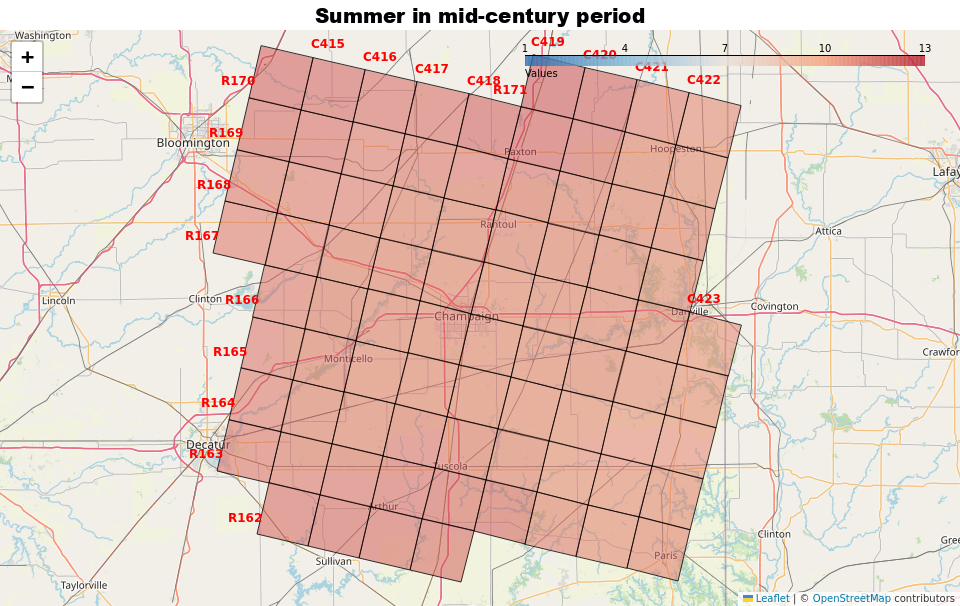 Summer in mid-century period
Washington
+
−
C415
C416
C417
C418
C419
C420
C421
C422
1 4 7 10 13
Values
R171
R170
R169
R168
R167
Bloomington
Paxton
Hoopeston
Lafay
Rantoul
Attica
Lincoln
Clinton
R166
C423
Champaign
Danville
Covington
R165
Monticello
Crawfor
R164
Decatur
R163
Tuscola
Arthur
R162
Sullivan
Paris
Clinton
Gree
Taylorville
Leaflet | © OpenStreetMap contributors